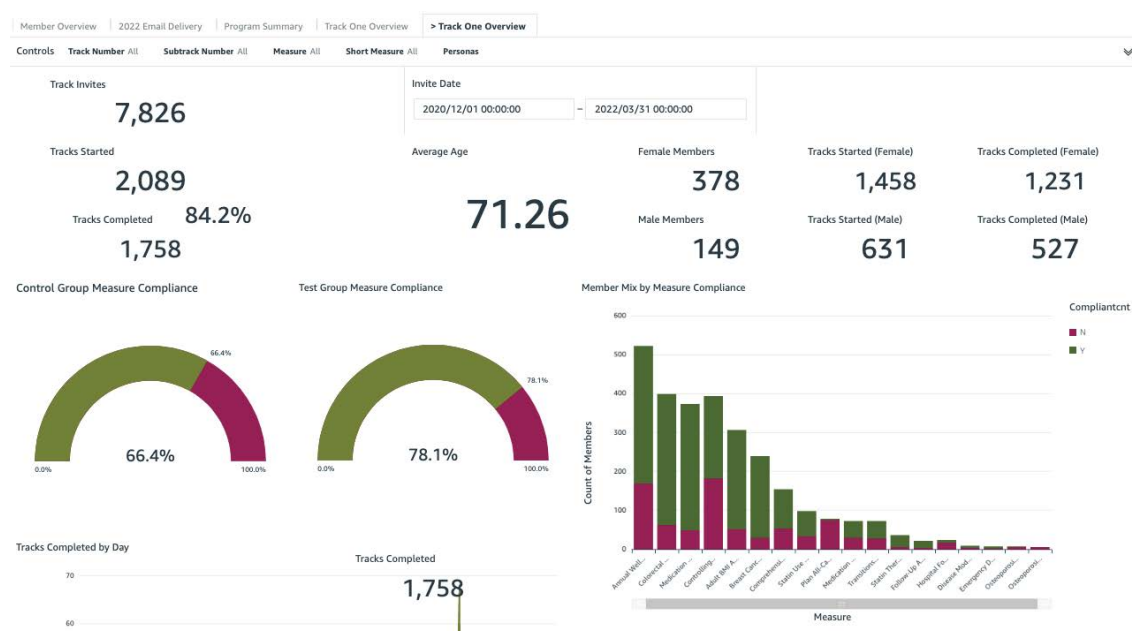 Member Overview
2022 Email Delivery
Program Summary
Track One Overview
> Track One Overview
Controls
Track Number All
Subtrack Number All
Measure All
Short Measure All
Personas
Track Invites
7,826
Invite Date
2020/12/01 00:00:00 – 2022/03/31 00:00:00
Tracks Started
2,089
Tracks Completed 84.2%
1,758
Average Age
71.26
Female Members
378
Tracks Started (Female)
1,458
Tracks Completed (Female)
1,231
Male Members
149
Tracks Started (Male)
631
Tracks Completed (Male)
527
Control Group Measure Compliance
66.4%
66.4%
0.0%
100.0%
Test Group Measure Compliance
78.1%
78.1%
0.0%
100.0%
Member Mix by Measure Compliance
Compliantcnt
N
Y
Count of Members
600
500
400
300
200
100
0
Annual Well...
Colorectal ...
Medication ...
Controlling...
Adult BMI A...
Breast Canc...
Comprehensi...
Statin Use ...
Plan All-Ca...
Medication ...
Transitions...
Statin Ther...
Follow-Up A...
Hospital Fo...
Disease Mod...
Emergency D...
Osteoporosi...
Osteoporosi...
Measure
Tracks Completed by Day
70
60
Tracks Completed
1,758